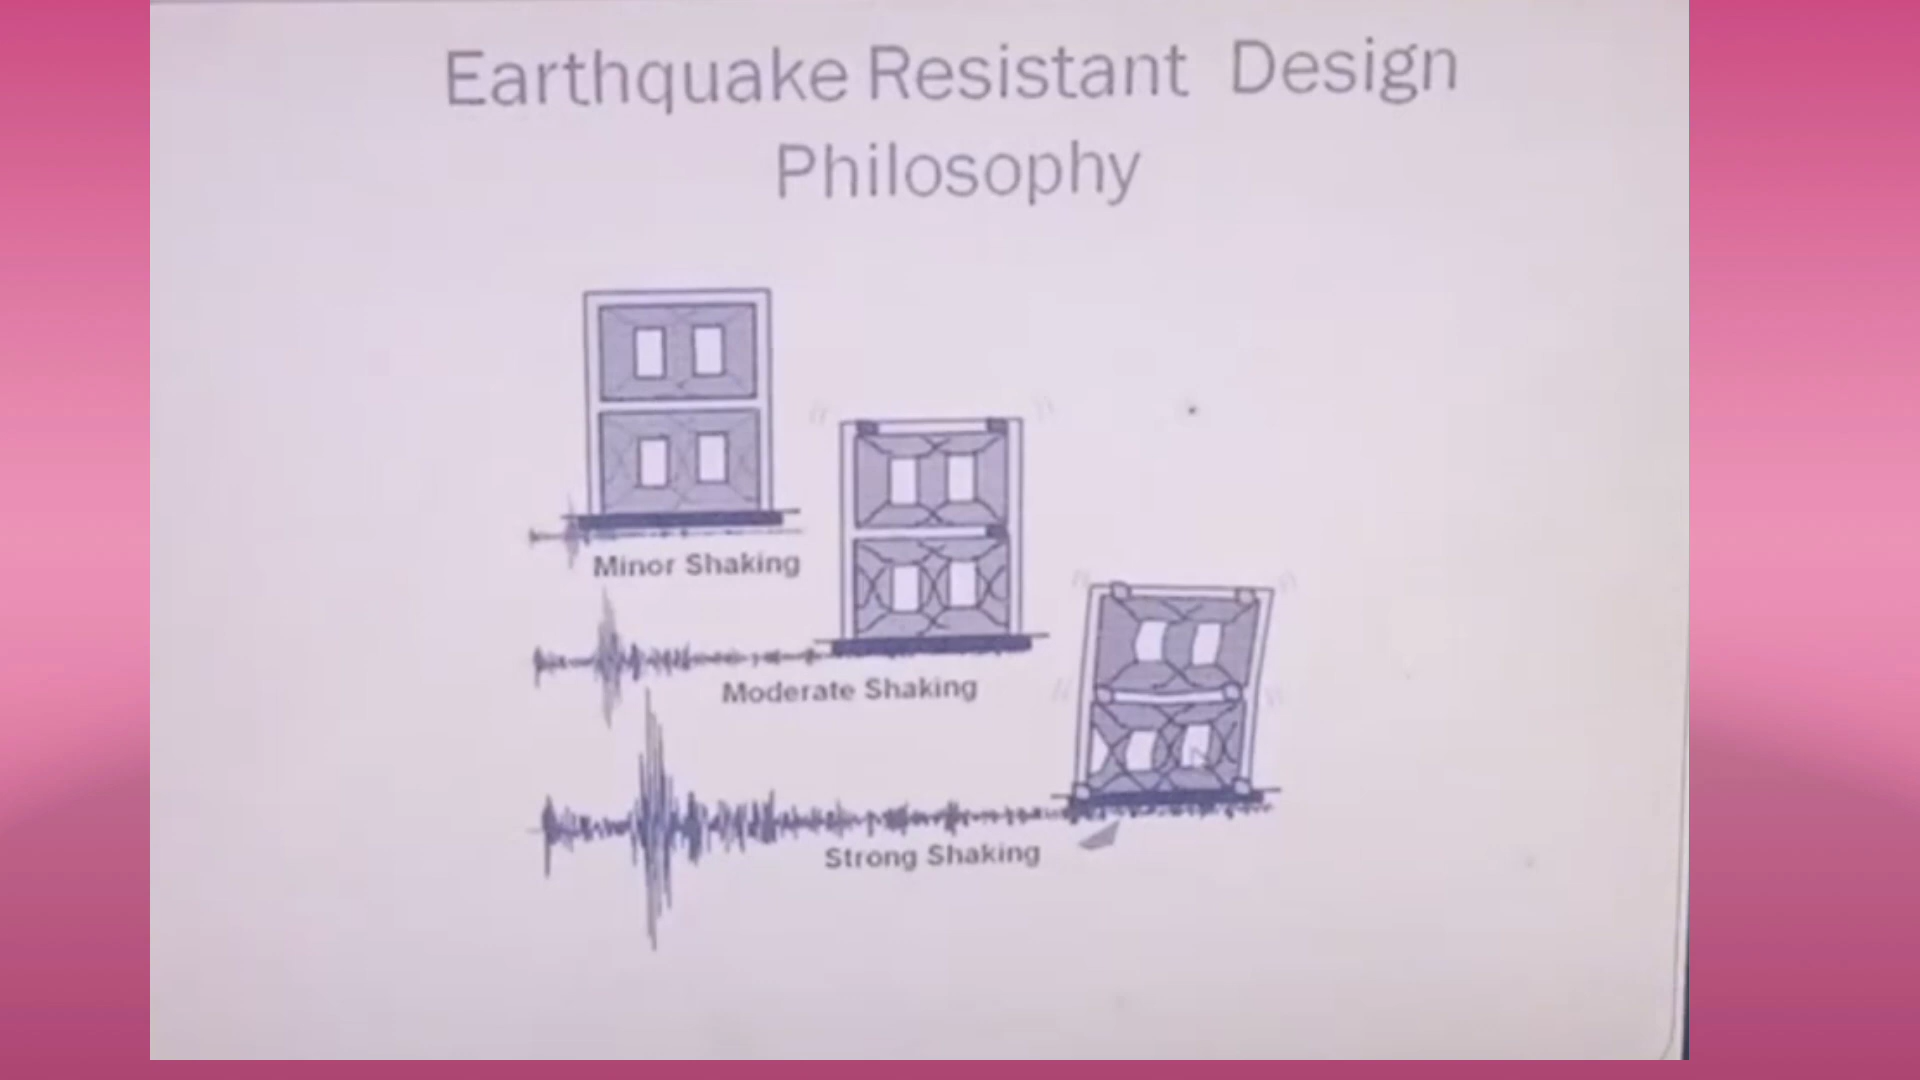 Earthquake Resistant Design
Philosophy
Minor Shaking
Moderate Shaking
Strong Shaking